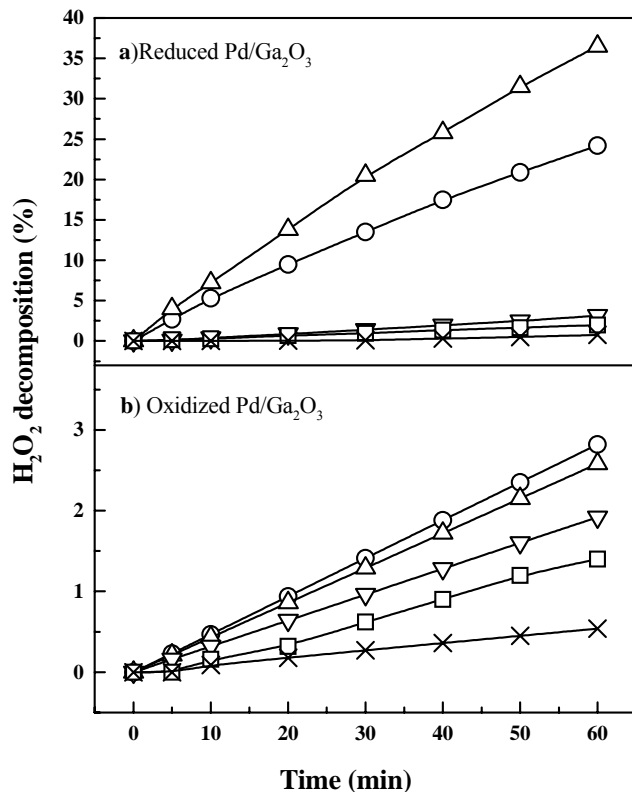 40
35
30
25
20
15
10
5
0
a)Reduced Pd/Ga₂O₃
3
2
1
0
b) Oxidized Pd/Ga₂O₃
H₂O₂ decomposition (%)
0 10 20 30 40 50 60
Time (min)